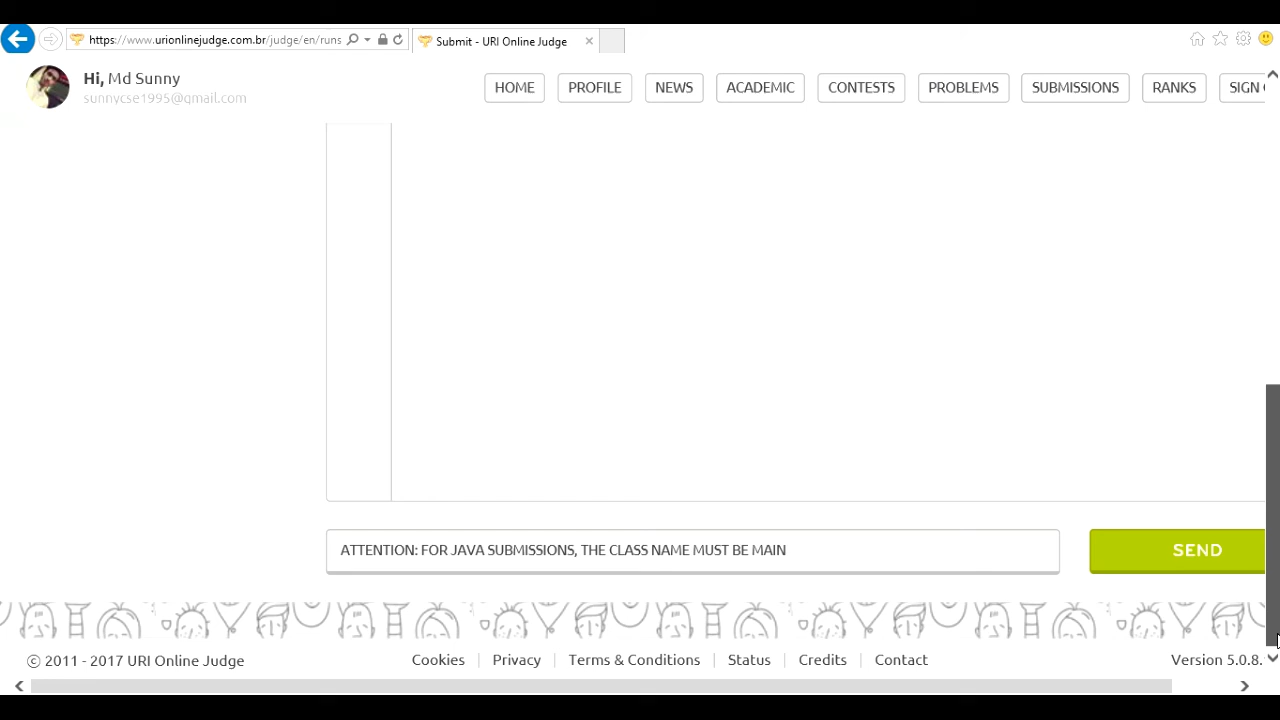 https://www.urionlinejudge.com.br/judge/en/runs
Submit - URI Online Judge
Hi, Md Sunny
sunnycse1995@gmail.com
HOME
PROFILE
NEWS
ACADEMIC
CONTESTS
PROBLEMS
SUBMISSIONS
RANKS
SIGN
ATTENTION: FOR JAVA SUBMISSIONS, THE CLASS NAME MUST BE MAIN
SEND
© 2011 - 2017 URI Online Judge
Cookies
Privacy
Terms & Conditions
Status
Credits
Contact
Version 5.0.8.